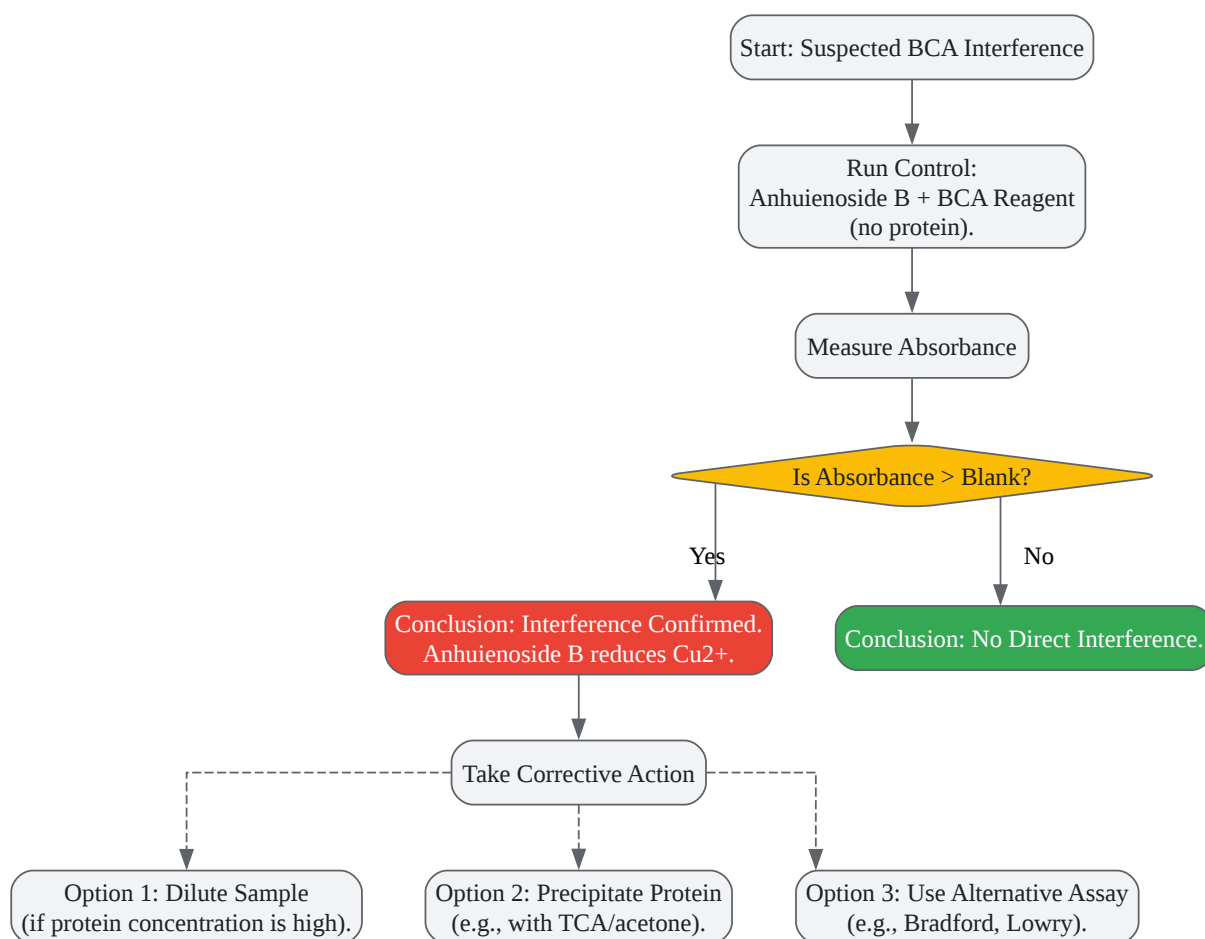 Start: Suspected BCA Interference
Run Control:
Anhuienoside B + BCA Reagent
(no protein).
Measure Absorbance
Is Absorbance > Blank?
Yes
No
Conclusion: Interference Confirmed.
Anhuienoside B reduces Cu2+.
Conclusion: No Direct Interference.
Take Corrective Action
Option 1: Dilute Sample
(if protein concentration is high).
Option 2: Precipitate Protein
(e.g., with TCA/acetone).
Option 3: Use Alternative Assay
(e.g., Bradford, Lowry).